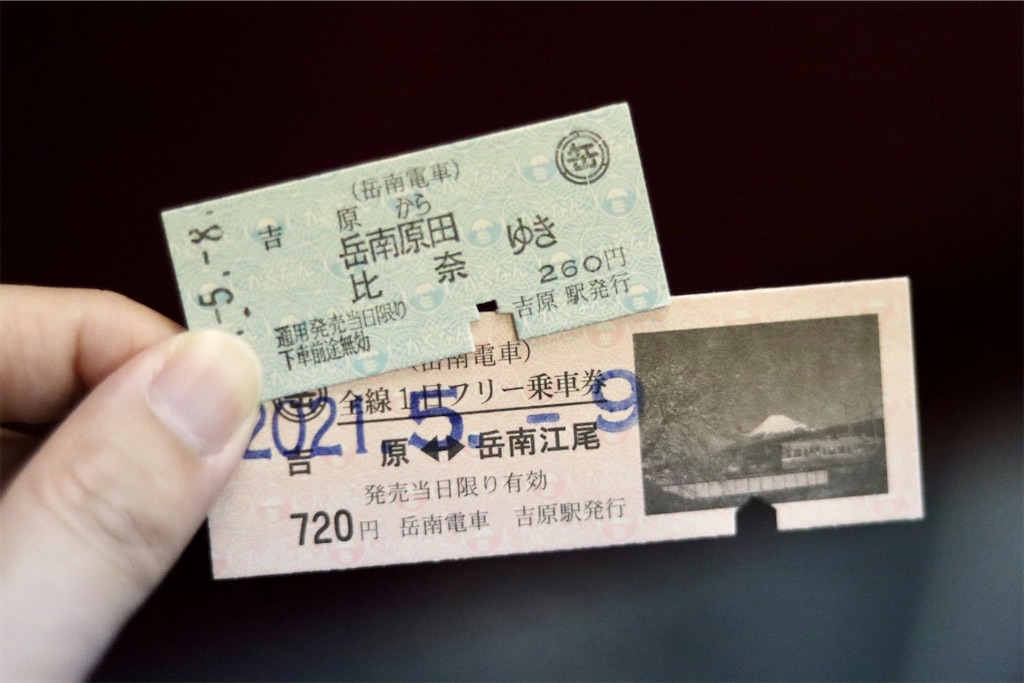 岳
(岳南電車)
-5.-8.
吉 原 から
岳南原田
比 奈 ゆき
260円
通用発売当日限り
下車前途無効
吉原 駅発行
(岳南電車)
全線1日フリー乗車券
2021.5.-9
吉 原 ↔ 岳南江尾
発売当日限り有効
720円 岳南電車 吉原駅発行